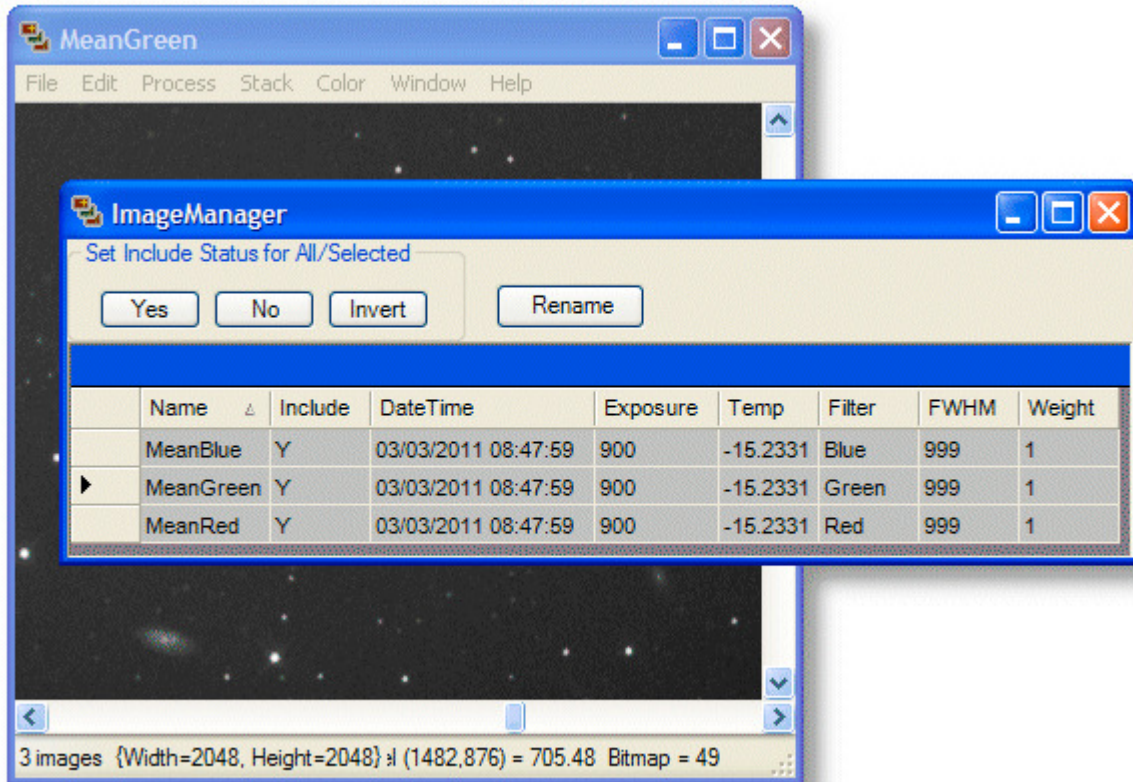 MeanGreen
File Edit Process Stack Color Window Help
ImageManager
Set Include Status for All/Selected
Yes No Invert Rename
Name Include DateTime Exposure Temp Filter FWHM Weight
MeanBlue Y 03/03/2011 08:47:59 900 -15.2331 Blue 999 1
MeanGreen Y 03/03/2011 08:47:59 900 -15.2331 Green 999 1
MeanRed Y 03/03/2011 08:47:59 900 -15.2331 Red 999 1
3 images {Width=2048, Height=2048} el (1482,876) = 705.48 Bitmap = 49